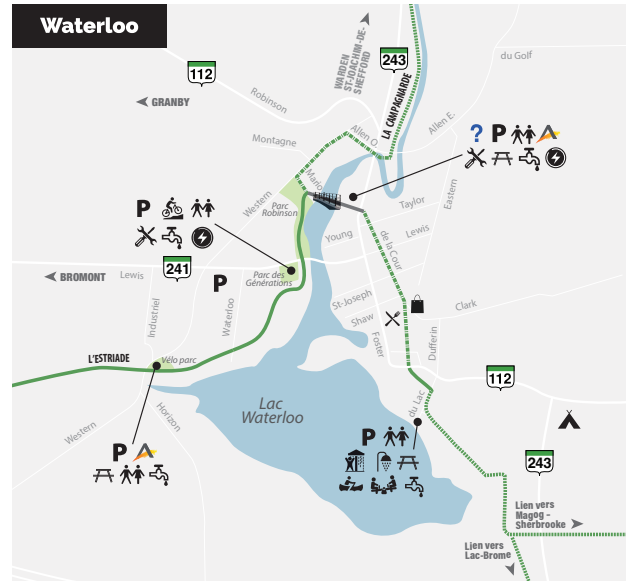 Waterloo
112
243
WARDEN
ST-JOACHIM-DE-
SHEFFORD
LA CAMPAGNARDE
du Golf
GRANBY
Robinson
Allen O.
Allen E.
Montagne
? P
Western
Mario
Parc
Robinson
Taylor
Eastern
P
Young
Lewis
de la Cour
241
BROMONT
Lewis
Parc des
Générations
P
St-Joseph
Clark
Industriel
Waterloo
Shaw
Foster
Dufferin
L'ESTRIADE
Vélo parc
112
Lac
Waterloo
du Lac
Western
Horizon
P
P
243
Lien vers
Magog –
Sherbrooke
Lien vers
Lac-Brome